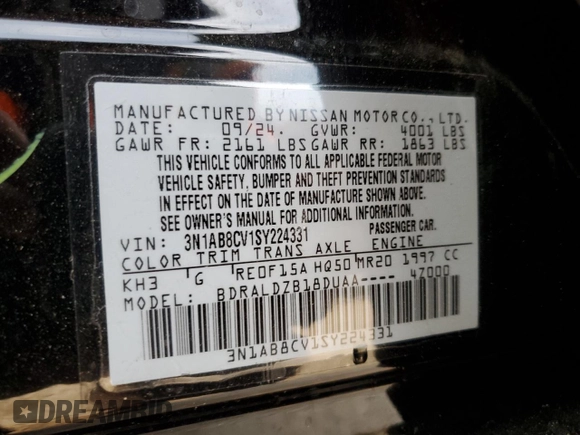 MANUFACTURED BY NISSAN MOTOR CO., LTD.
DATE: 09/24. GVWR: 4001 LBS
GAWR FR: 2161 LBS GAWR RR: 1863 LBS
THIS VEHICLE CONFORMS TO ALL APPLICABLE FEDERAL MOTOR
VEHICLE SAFETY, BUMPER AND THEFT PREVENTION STANDARDS
IN EFFECT ON THE DATE OF MANUFACTURE SHOWN ABOVE.
SEE OWNER'S MANUAL FOR ADDITIONAL INFORMATION.
VIN: 3N1AB8CV1SY224331 PASSENGER CAR.
COLOR TRIM TRANS AXLE ENGINE
KH3 G RE0F15A HQ50 MR20 1997 CC
MODEL: BDRALDZB18DUAA---- 47000
3N1AB8CV1SY224331
DREAMBID